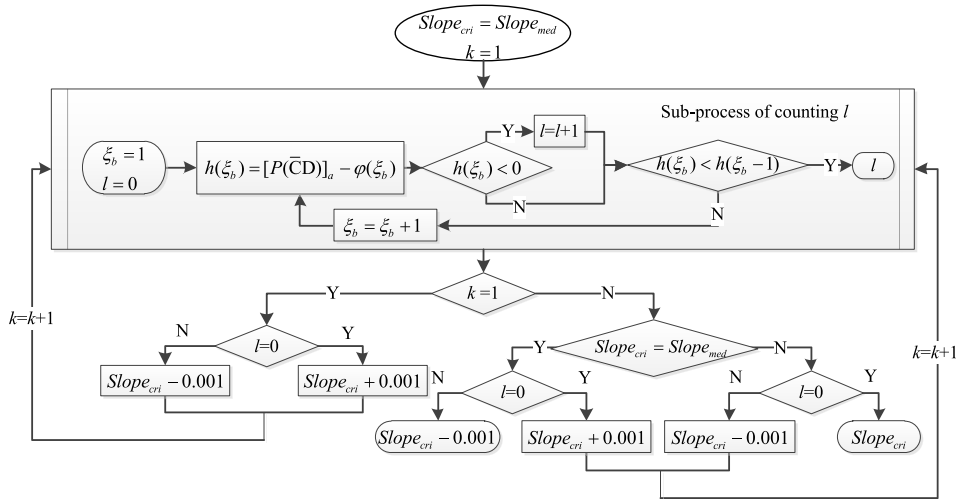 Slope_cri = Slope_med
k = 1
Sub-process of counting l
ξ_b = 1
l = 0
h(ξ_b) = [P(C̅D)]_a − φ(ξ_b)
h(ξ_b) < 0
Y
l=l+1
N
h(ξ_b) < h(ξ_b − 1)
Y
l
N
ξ_b = ξ_b + 1
k =1
Y
N
k=k+1
k=k+1
l=0
N
Y
Slope_cri − 0.001
Slope_cri + 0.001
Slope_cri = Slope_med
Y
N
l=0
N
Y
Slope_cri − 0.001
Slope_cri + 0.001
l=0
N
Y
Slope_cri − 0.001
Slope_cri